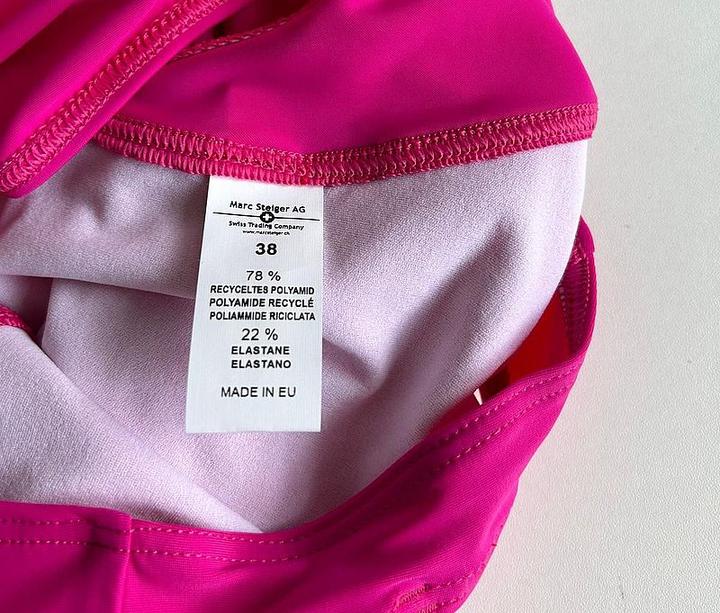 Marc Steiger AG
Swiss Trading Company
www.marcsteiger.ch
38
78 %
RECYCELTES POLYAMID
POLYAMIDE RECYCLÉ
POLIAMMIDE RICICLATA
22 %
ELASTANE
ELASTANO
MADE IN EU